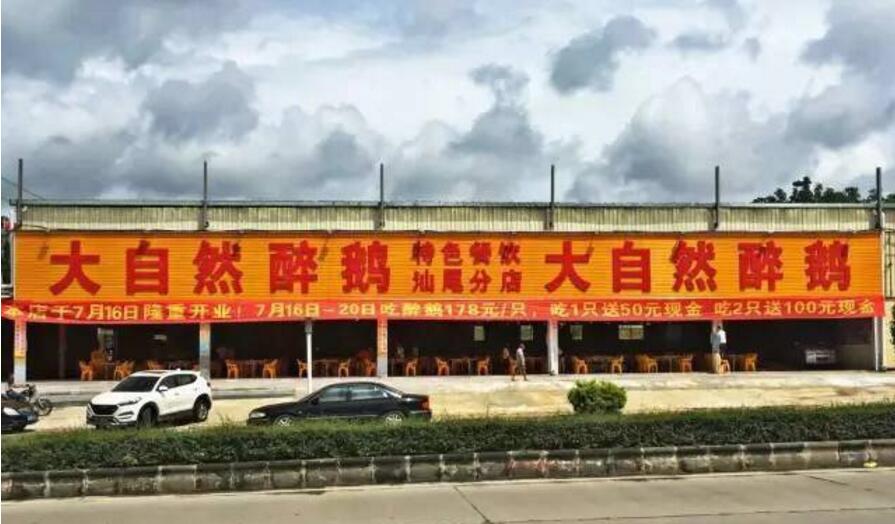 大自然醉鹅 特色餐饮 大自然醉鹅
汕尾分店
本店于7月16日隆重开业！7月16日-20日吃醉鹅178元/只，吃1只送50元现金 吃2只送100元现金